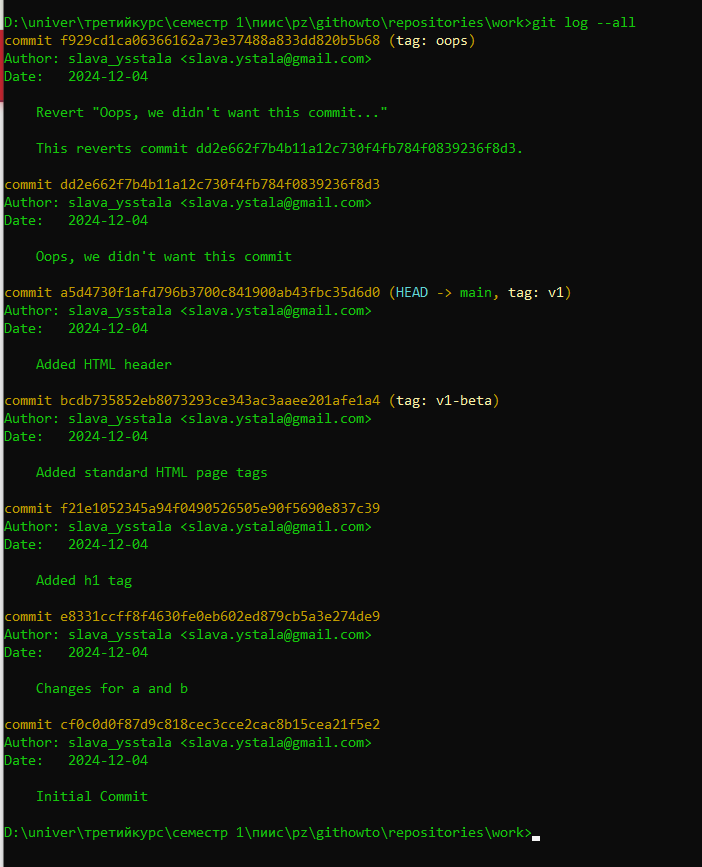 D:\univer\третийкурс\семестр 1\пиис\pz\githowto\repositories\work>git log --all
commit f929cd1ca06366162a73e37488a833dd820b5b68 (tag: oops)
Author: slava_ysstala <slava.ystala@gmail.com>
Date:   2024-12-04
    Revert "Oops, we didn't want this commit..."
    This reverts commit dd2e662f7b4b11a12c730f4fb784f0839236f8d3.
commit dd2e662f7b4b11a12c730f4fb784f0839236f8d3
Author: slava_ysstala <slava.ystala@gmail.com>
Date:   2024-12-04
    Oops, we didn't want this commit
commit a5d4730f1afd796b3700c841900ab43fbc35d6d0 (HEAD -> main, tag: v1)
Author: slava_ysstala <slava.ystala@gmail.com>
Date:   2024-12-04
    Added HTML header
commit bcdb735852eb8073293ce343ac3aaee201afe1a4 (tag: v1-beta)
Author: slava_ysstala <slava.ystala@gmail.com>
Date:   2024-12-04
    Added standard HTML page tags
commit f21e1052345a94f0490526505e90f5690e837c39
Author: slava_ysstala <slava.ystala@gmail.com>
Date:   2024-12-04
    Added h1 tag
commit e8331ccff8f4630fe0eb602ed879cb5a3e274de9
Author: slava_ysstala <slava.ystala@gmail.com>
Date:   2024-12-04
    Changes for a and b
commit cf0c0d0f87d9c818cec3cce2cac8b15cea21f5e2
Author: slava_ysstala <slava.ystala@gmail.com>
Date:   2024-12-04
    Initial Commit
D:\univer\третийкурс\семестр 1\пиис\pz\githowto\repositories\work>